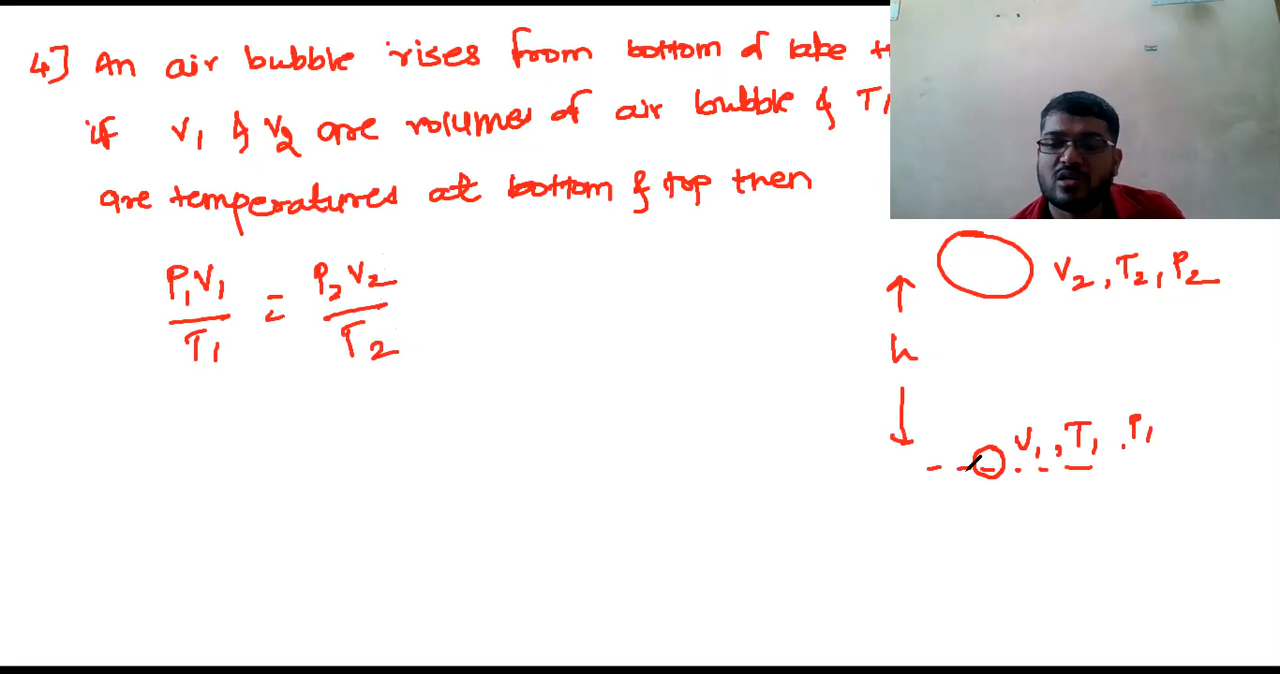 4] An air bubble rises from bottom of lake
if V1 & V2 are volumes of air bubble & T1
are temperatures at bottom & top then
P1V1 / T1 = P2V2 / T2
V2, T2, P2
h
V1, T1, P1